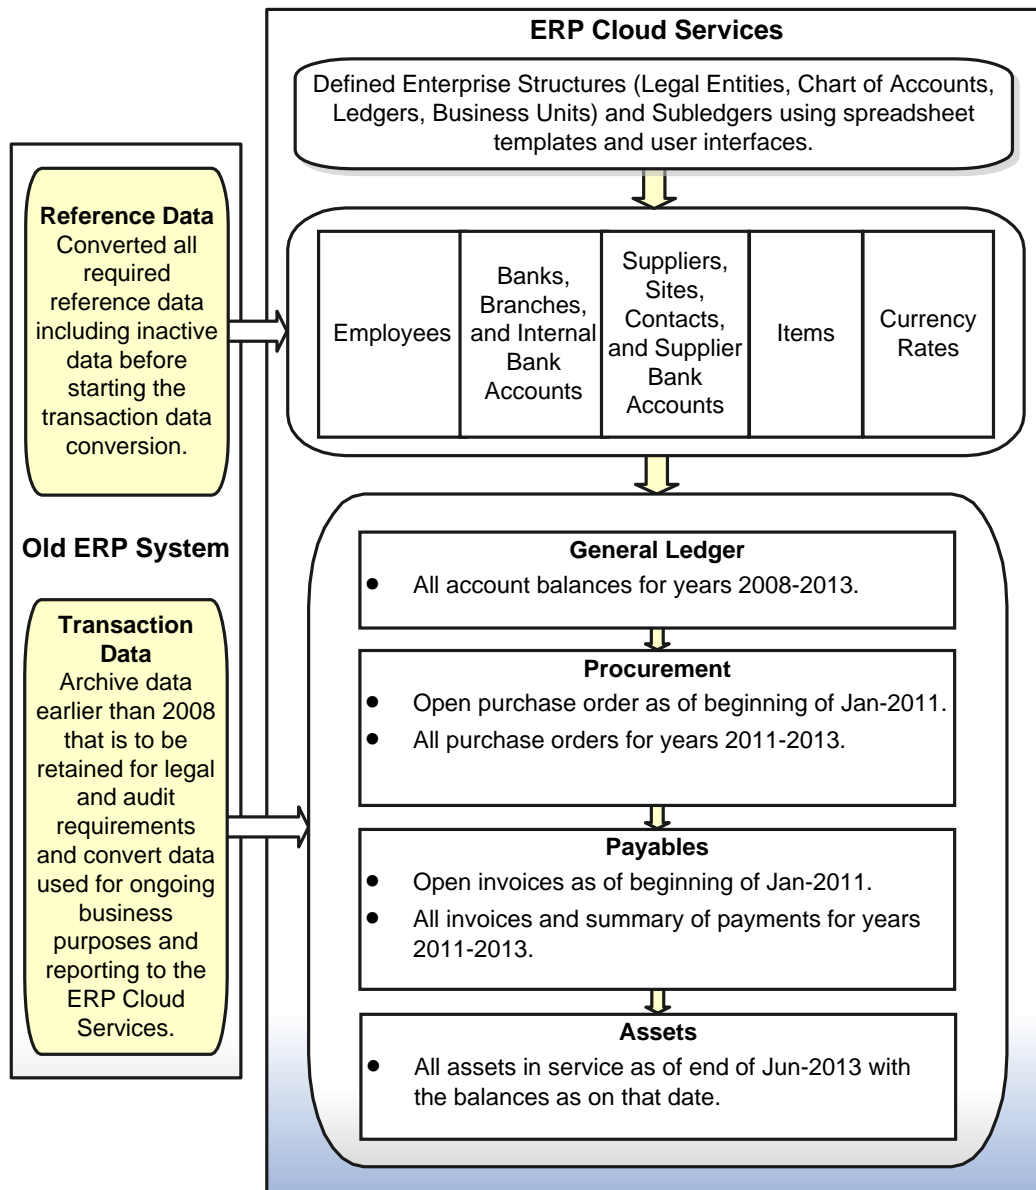 ERP Cloud Services
Defined Enterprise Structures (Legal Entities, Chart of Accounts,
Ledgers, Business Units) and Subledgers using spreadsheet
templates and user interfaces.
Reference Data
Converted all
required
reference data
including inactive
data before
starting the
transaction data
conversion.
Employees
Banks,
Branches,
and Internal
Bank
Accounts
Suppliers,
Sites,
Contacts,
and Supplier
Bank
Accounts
Items
Currency
Rates
Old ERP System
Transaction
Data
Archive data
earlier than 2008
that is to be
retained for legal
and audit
requirements
and convert data
used for ongoing
business
purposes and
reporting to the
ERP Cloud
Services.
General Ledger
● All account balances for years 2008-2013.
Procurement
● Open purchase order as of beginning of Jan-2011.
● All purchase orders for years 2011-2013.
Payables
● Open invoices as of beginning of Jan-2011.
● All invoices and summary of payments for years
2011-2013.
Assets
● All assets in service as of end of Jun-2013 with
the balances as on that date.